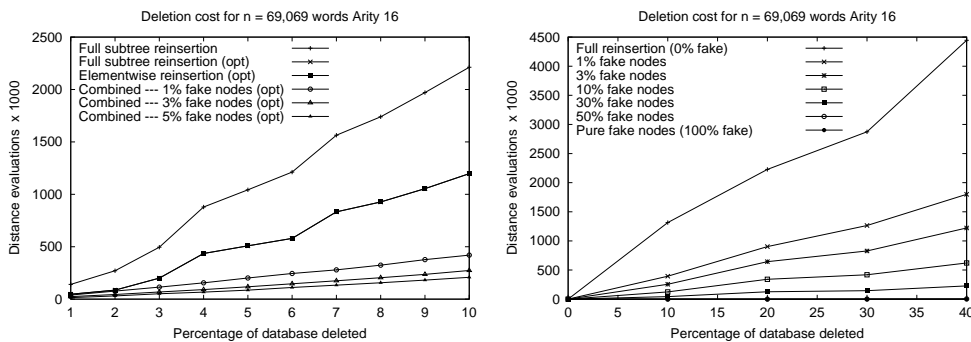 Deletion cost for n = 69,069 words Arity 16
2500
2000
1500
1000
500
0
Distance evaluations x 1000
Full subtree reinsertion
Full subtree reinsertion (opt)
Elementwise reinsertion (opt)
Combined --- 1% fake nodes (opt)
Combined --- 3% fake nodes (opt)
Combined --- 5% fake nodes (opt)
1 2 3 4 5 6 7 8 9 10
Percentage of database deleted
Deletion cost for n = 69,069 words Arity 16
4500
4000
3500
3000
2500
2000
1500
1000
500
0
Distance evaluations x 1000
Full reinsertion (0% fake)
1% fake nodes
3% fake nodes
10% fake nodes
30% fake nodes
50% fake nodes
Pure fake nodes (100% fake)
0 5 10 15 20 25 30 35 40
Percentage of database deleted